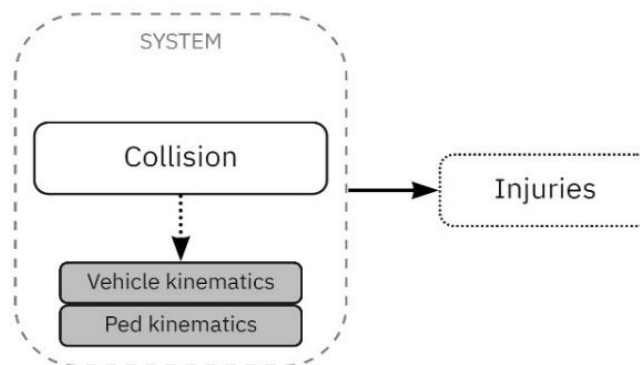 SYSTEM
Collision
Injuries
Vehicle kinematics
Ped kinematics